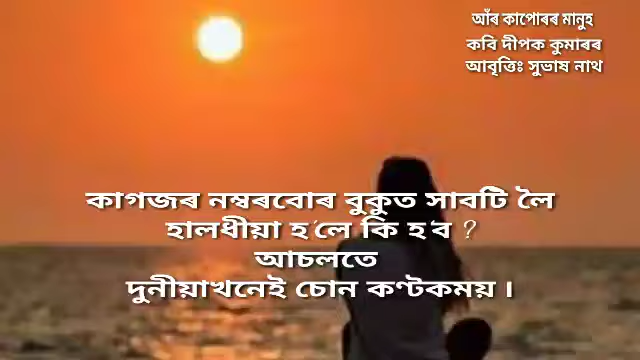 আঁৰ কাপোৰৰ মানুহ
কবি দীপক কুমাৰৰ
আবৃত্তিঃ সুভাষ নাথ
কাগজৰ নম্বৰবোৰ বুকুত সাবটি লৈ
হালধীয়া হ'লে কি হ'ব ?
আচলতে
দুনীয়াখনেই চোন কণ্টকময় ।